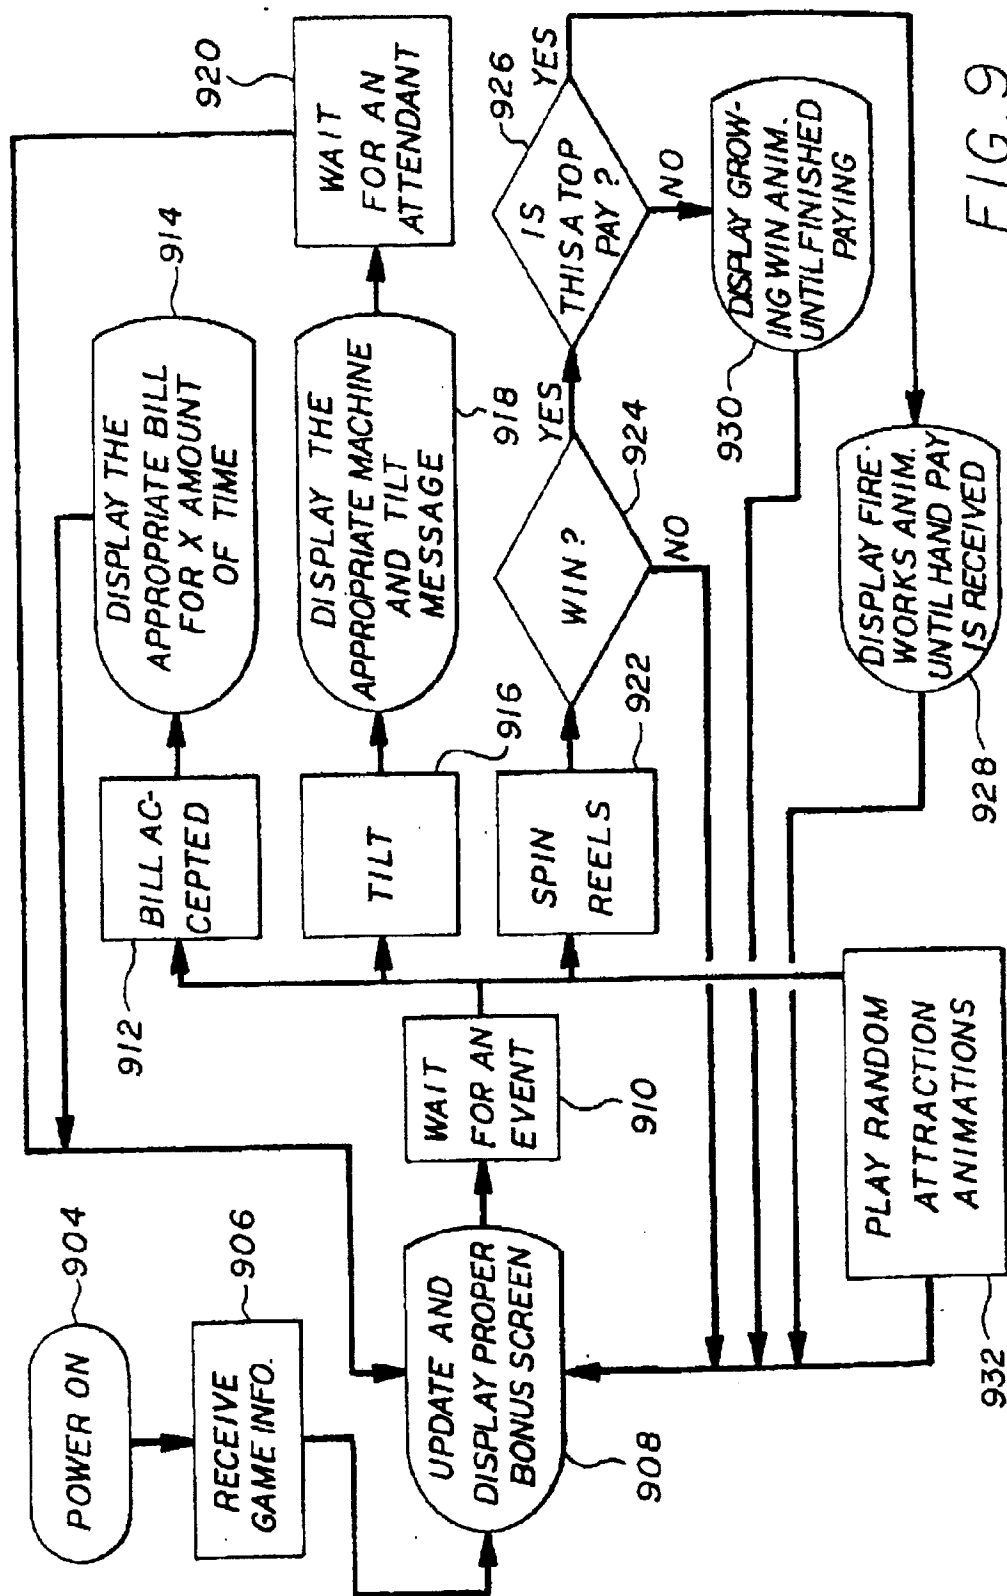 904
POWER ON
906
RECEIVE
GAME INFO.
UPDATE AND
DISPLAY PROPER
BONUS SCREEN
908
WAIT
FOR AN
EVENT
910
912
BILL AC-
CEPTED
DISPLAY THE
APPROPRIATE BILL
FOR X AMOUNT
OF TIME
914
TILT
916
DISPLAY THE
APPROPRIATE MACHINE
AND TILT
MESSAGE
918
WAIT
FOR AN
ATTENDANT
920
SPIN
REELS
922
WIN?
924
YES
NO
IS
THIS A TOP
PAY?
926
YES
NO
DISPLAY GROW-
ING WIN ANIM.
UNTIL FINISHED
PAYING
930
DISPLAY FIRE-
WORKS ANIM.
UNTIL HAND PAY
IS RECEIVED
928
PLAY RANDOM
ATTRACTION
ANIMATIONS
932
FIG. 9